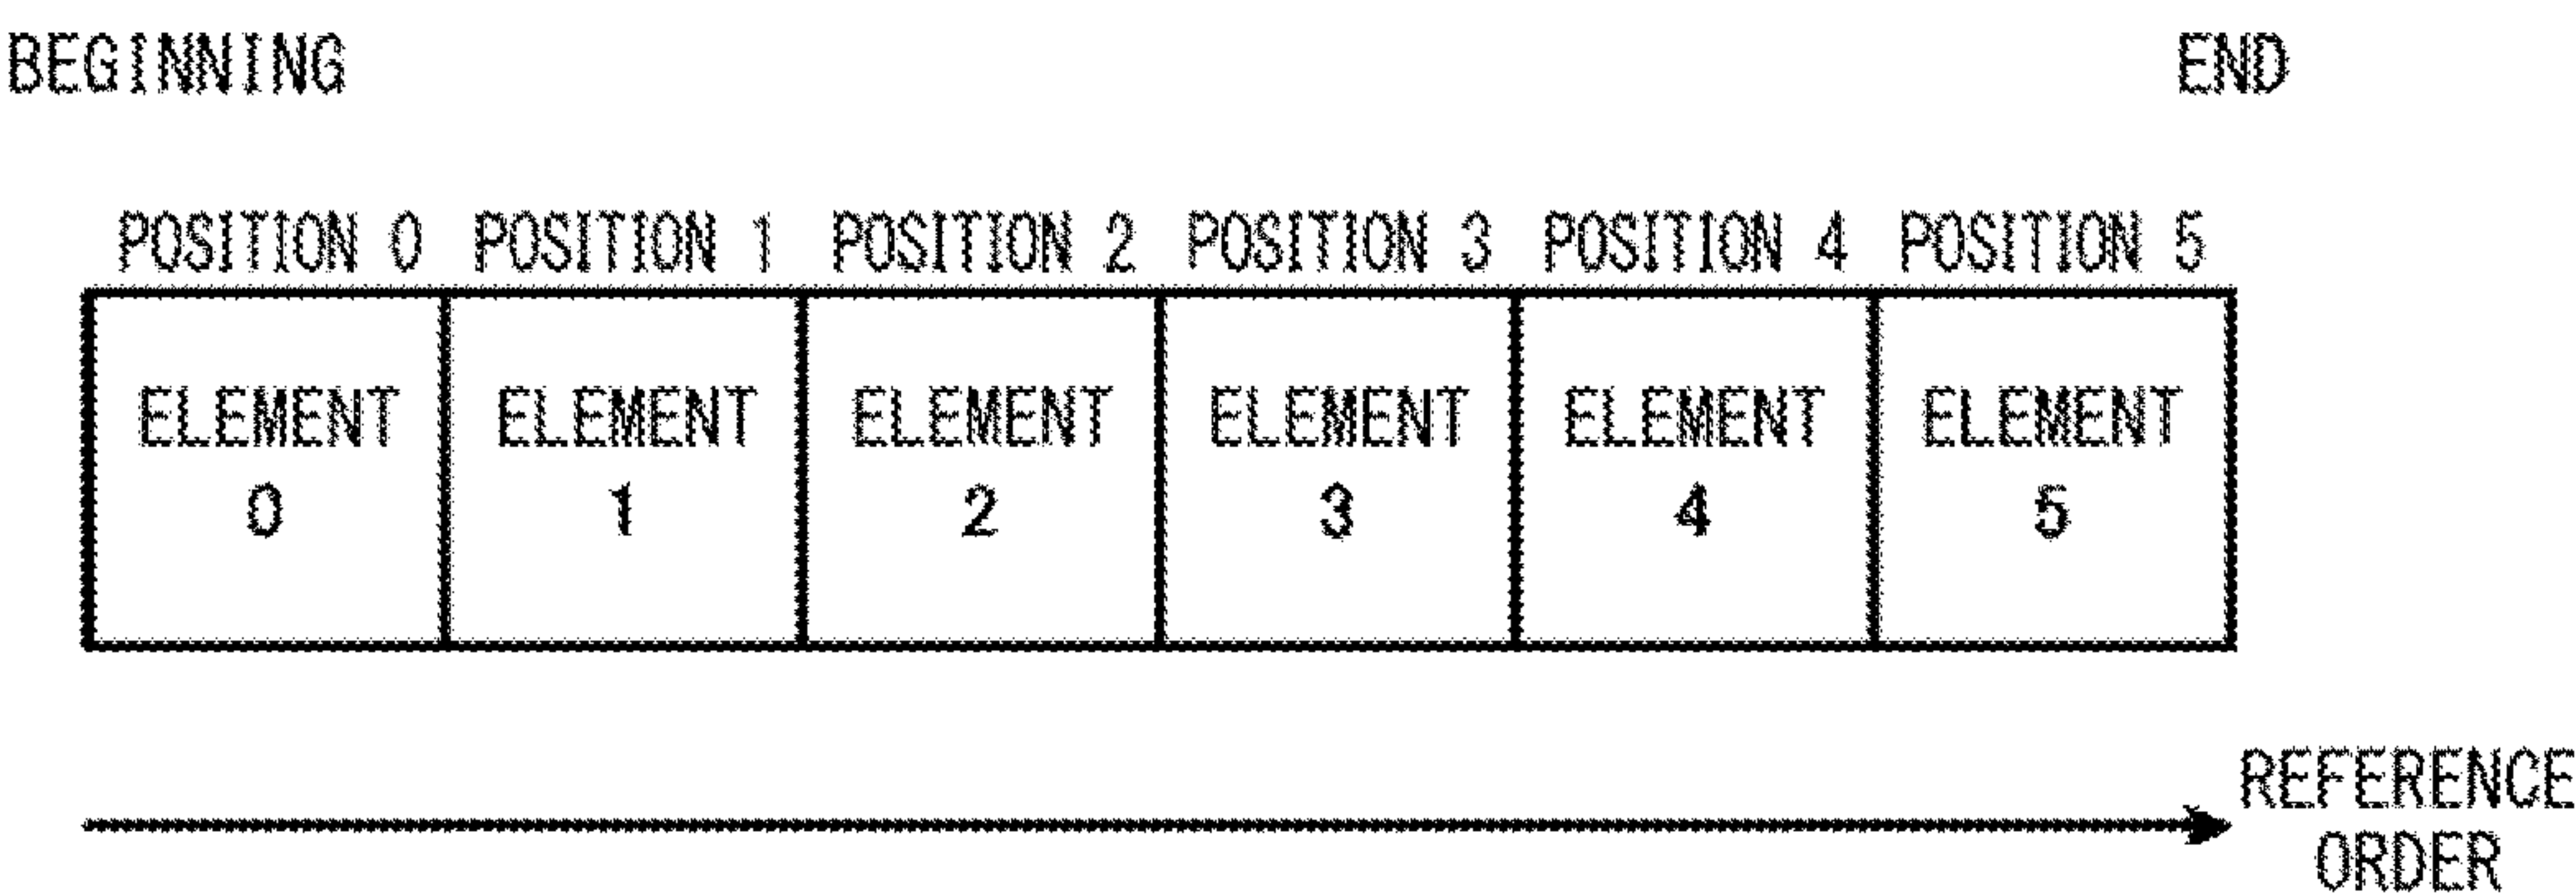 BEGINNING END
POSITION 0 POSITION 1 POSITION 2 POSITION 3 POSITION 4 POSITION 5
ELEMENT ELEMENT ELEMENT ELEMENT ELEMENT ELEMENT
0 1 2 3 4 5
REFERENCE
ORDER